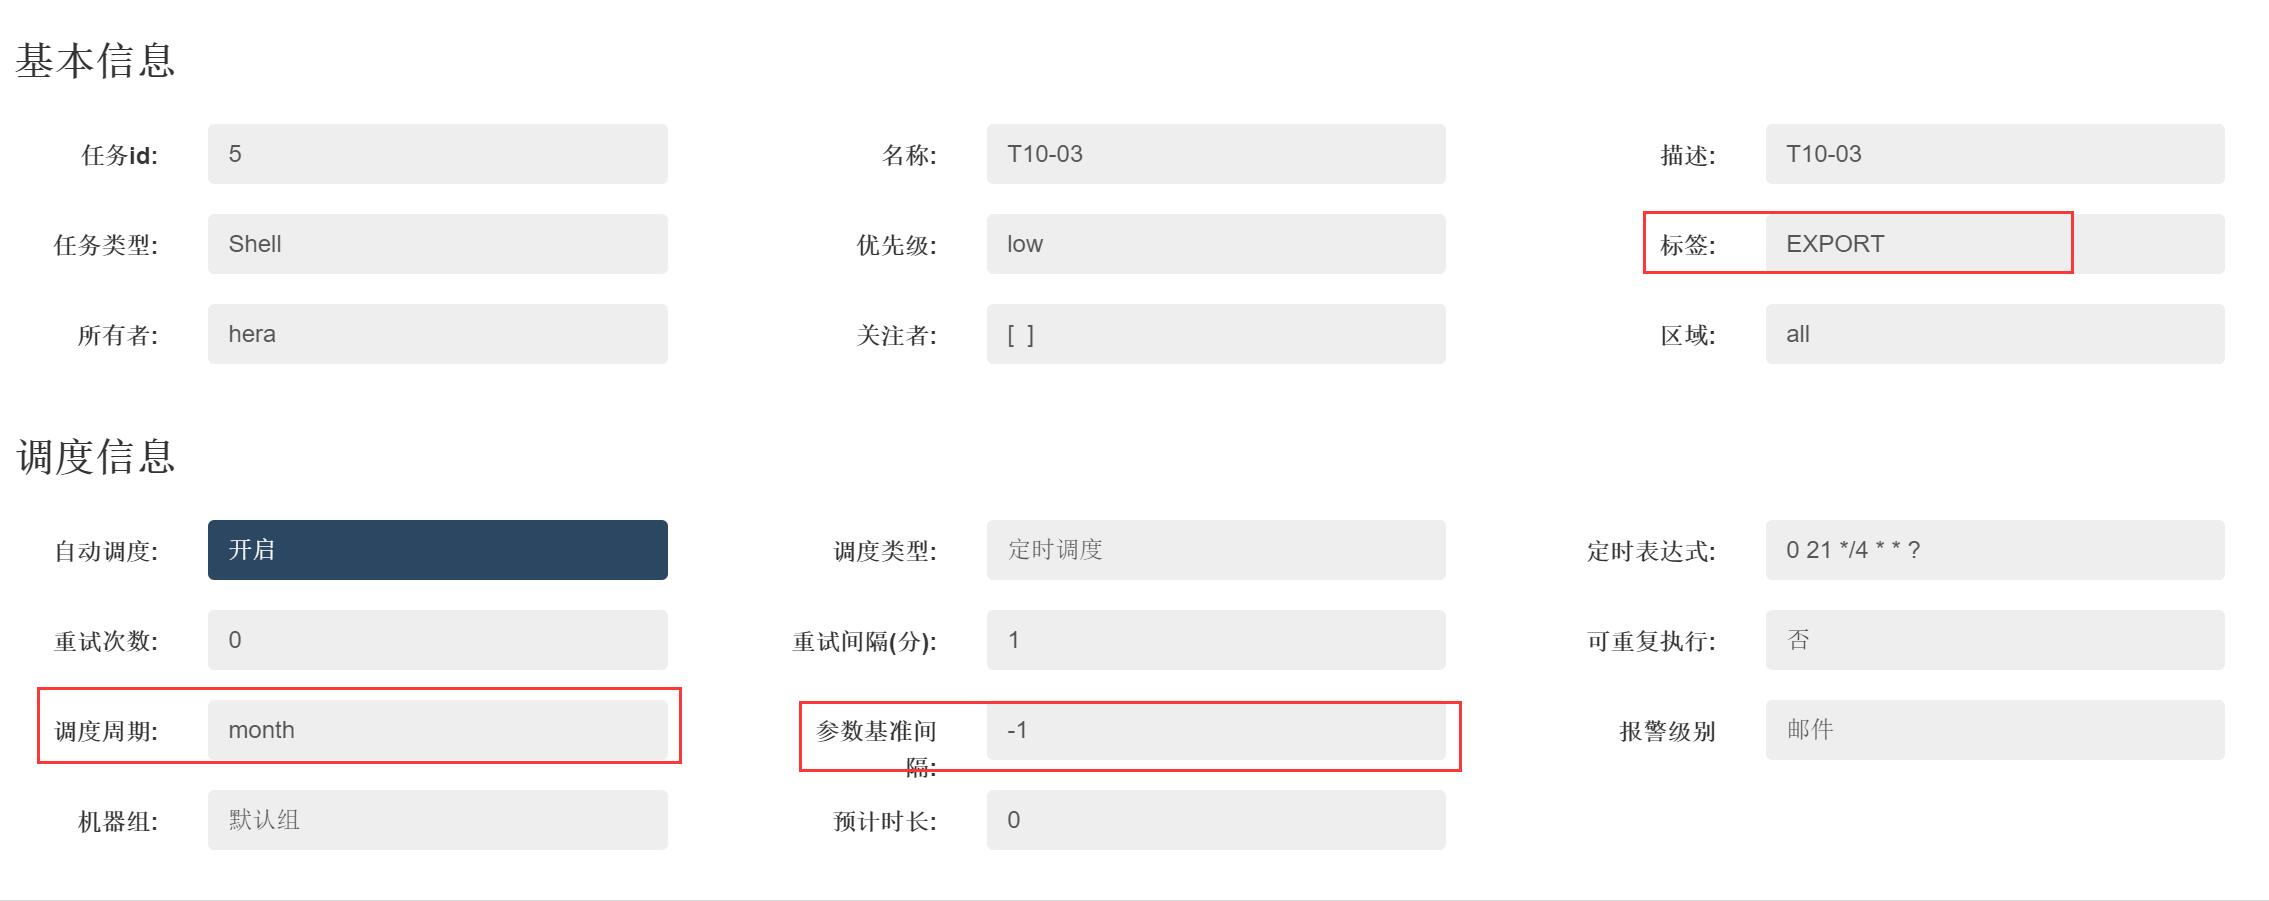 基本信息
任务id: 5 名称: T10-03 描述: T10-03
任务类型: Shell 优先级: low 标签: EXPORT
所有者: hera 关注者: [ ] 区域: all
调度信息
自动调度: 开启 调度类型: 定时调度 定时表达式: 0 21 */4 * * ?
重试次数: 0 重试间隔(分): 1 可重复执行: 否
调度周期: month 参数基准间 -1 报警级别 邮件
隔:
机器组: 默认组 预计时长: 0